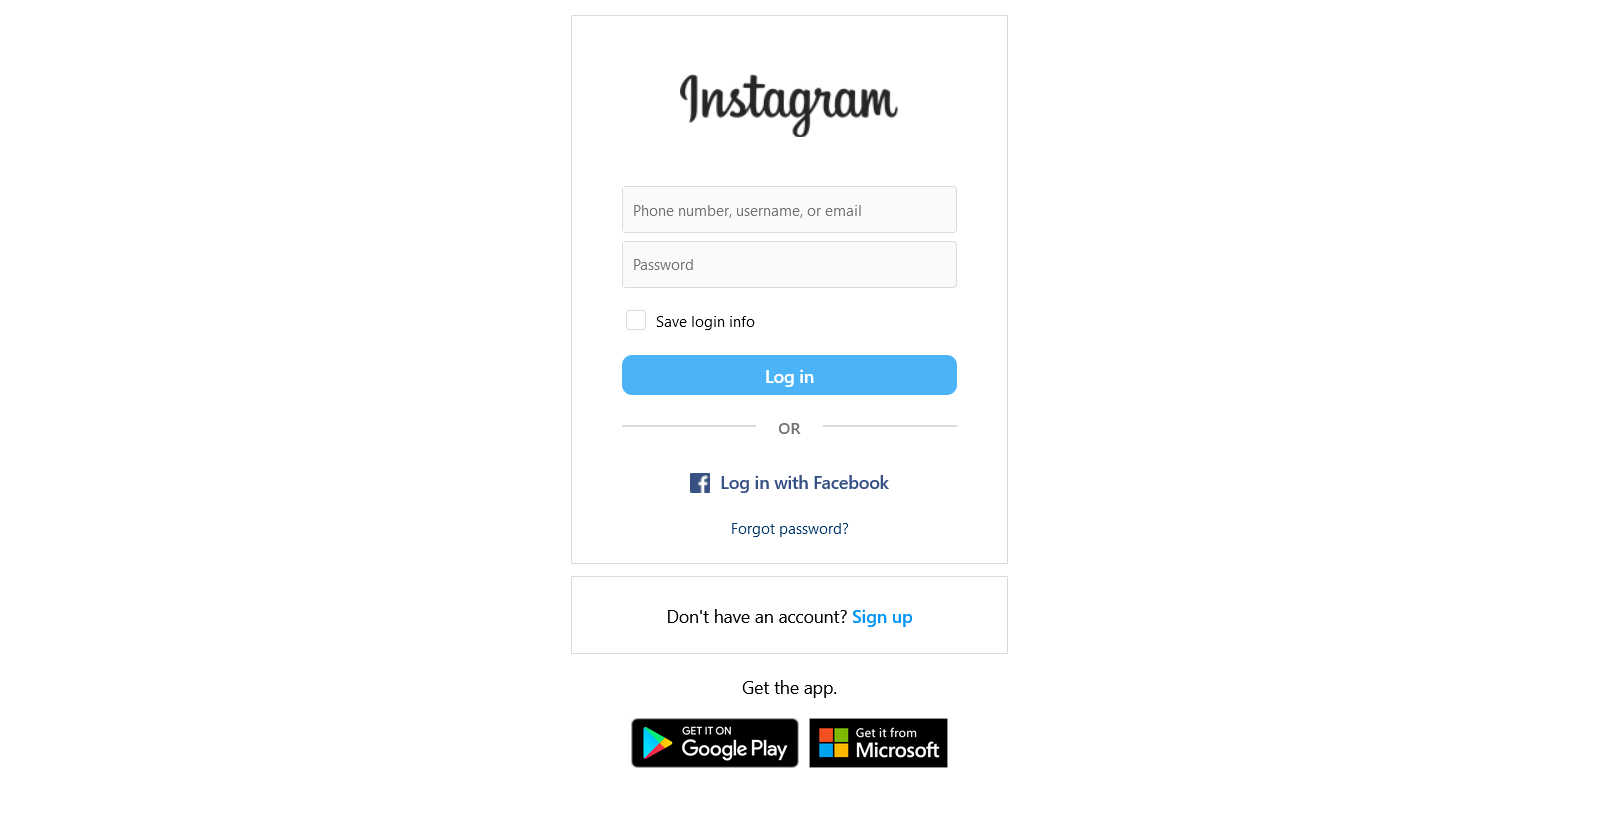 Instagram
Phone number, username, or email
Password
Save login info
Log in
OR
Log in with Facebook
Forgot password?
Don't have an account? Sign up
Get the app.
GET IT ON
Google Play
Get it from
Microsoft